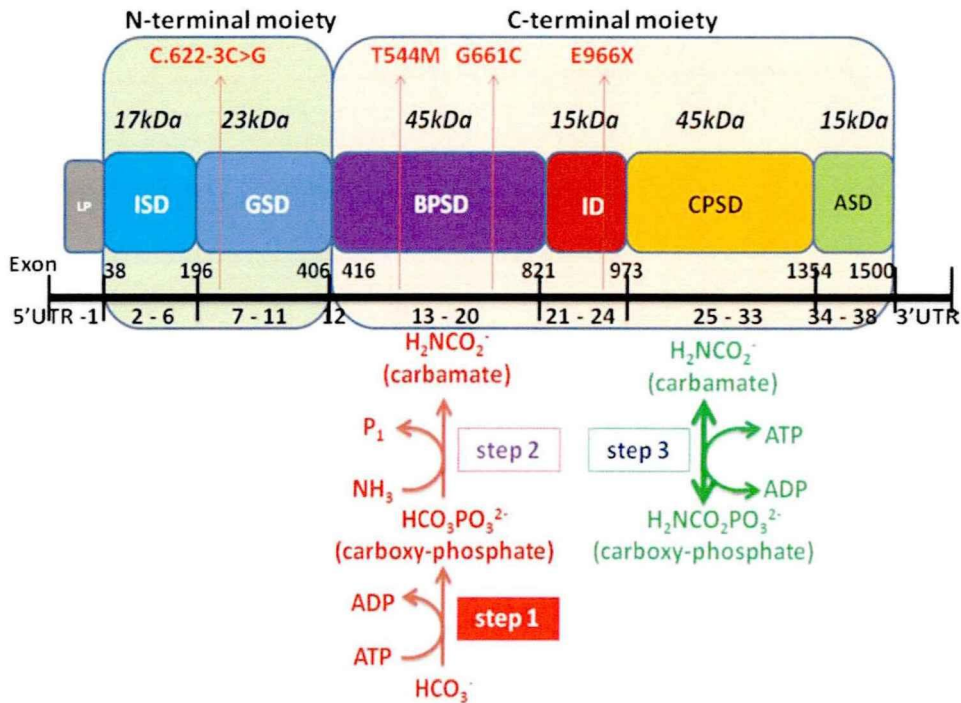 N-terminal moiety C-terminal moiety
C.622-3C>G T544M G661C E966X
17kDa 23kDa 45kDa 15kDa 45kDa 15kDa
LP ISD GSD BPSD ID CPSD ASD
Exon 38 196 406 416 821 973 1354 1500
5'UTR -1 2 - 6 7 - 11 12 13 - 20 21 - 24 25 - 33 34 - 38 3'UTR
H₂NCO₂⁻ H₂NCO₂⁻
(carbamate) (carbamate)
P₁ step 2 step 3 ATP
NH₃ ADP
HCO₃PO₃²⁻ H₂NCO₂PO₃²⁻
(carboxy-phosphate) (carboxy-phosphate)
ADP step 1
ATP
HCO₃⁻